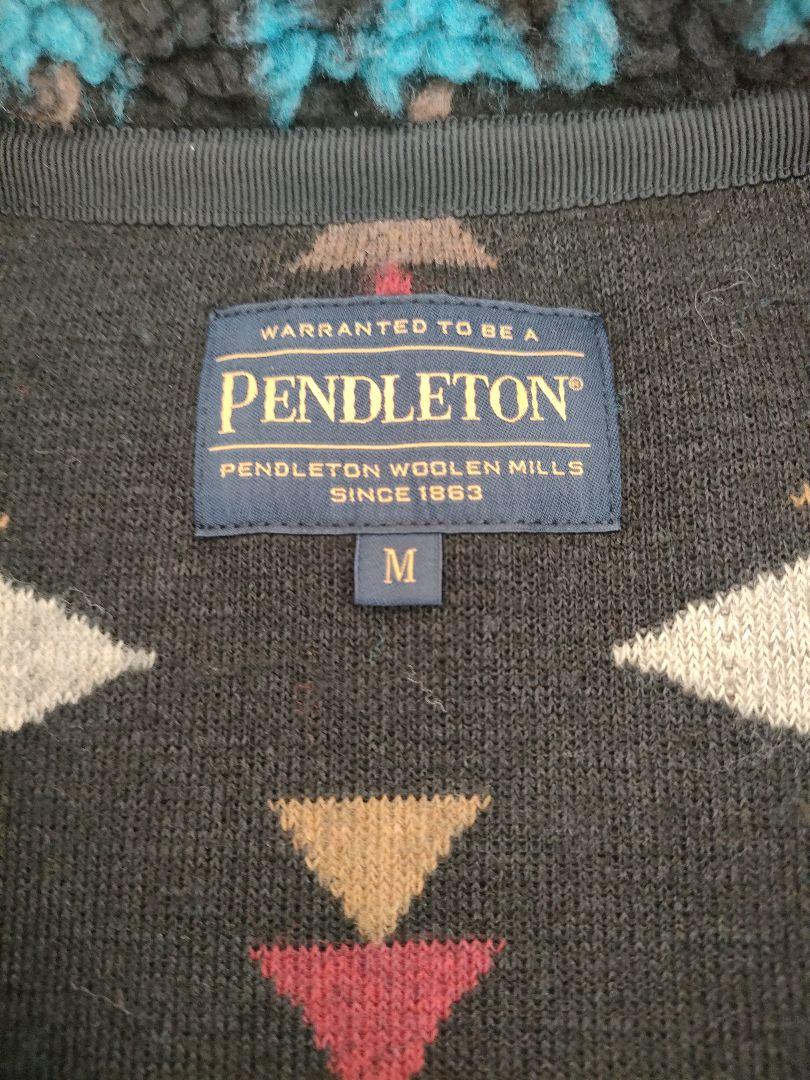 WARRANTED TO BE A
PENDLETON®
PENDLETON WOOLEN MILLS
SINCE 1863
M